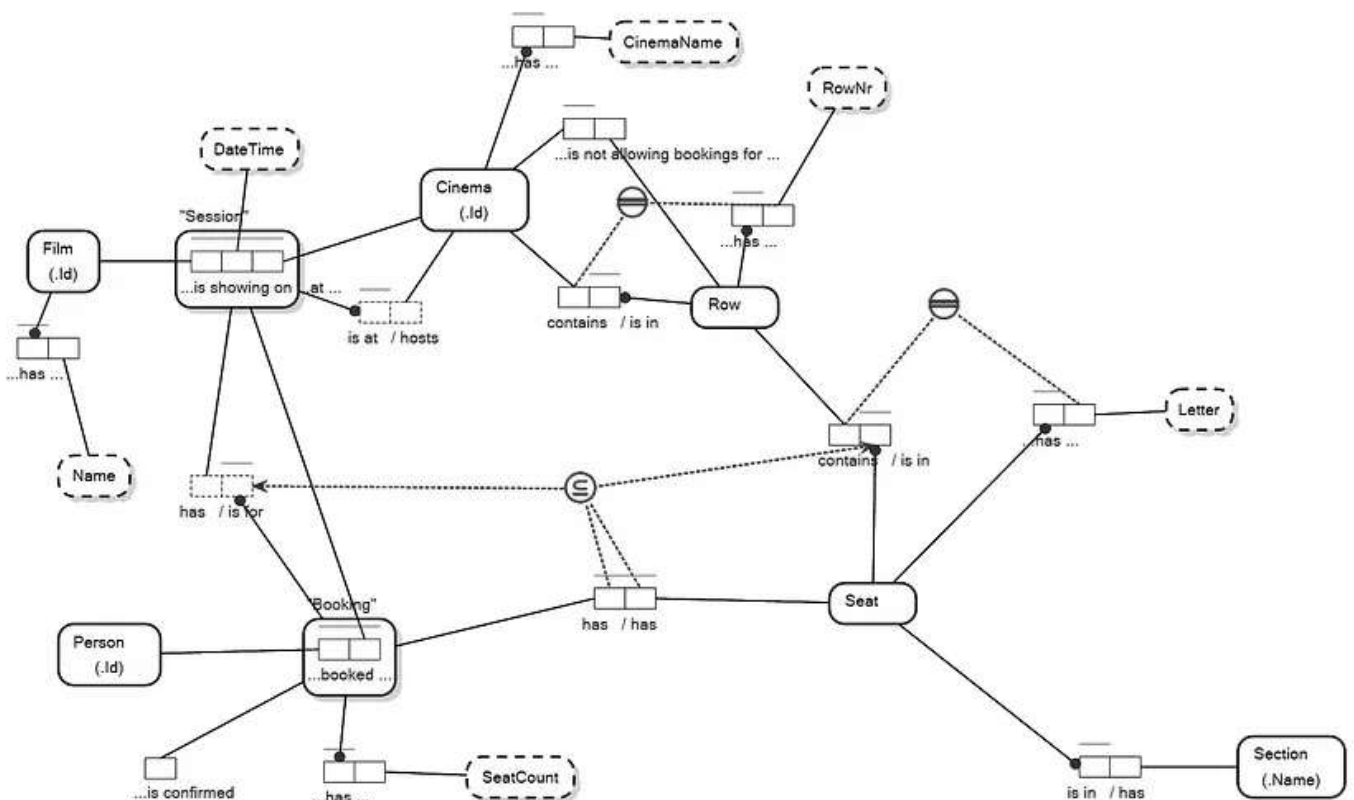 CinemaName
...has ...
RowNr
...is not allowing bookings for ...
DateTime
Cinema
(.Id)
"Session"
...has ...
Film
(.Id)
...is showing on ..at ...
Row
contains / is in
is at / hosts
...has ...
Letter
...has ...
contains / is in
Name
has / is for
"Booking"
Seat
has / has
Person
(.Id)
...booked ...
Section
(.Name)
SeatCount
...is confirmed
...has ...
is in / has